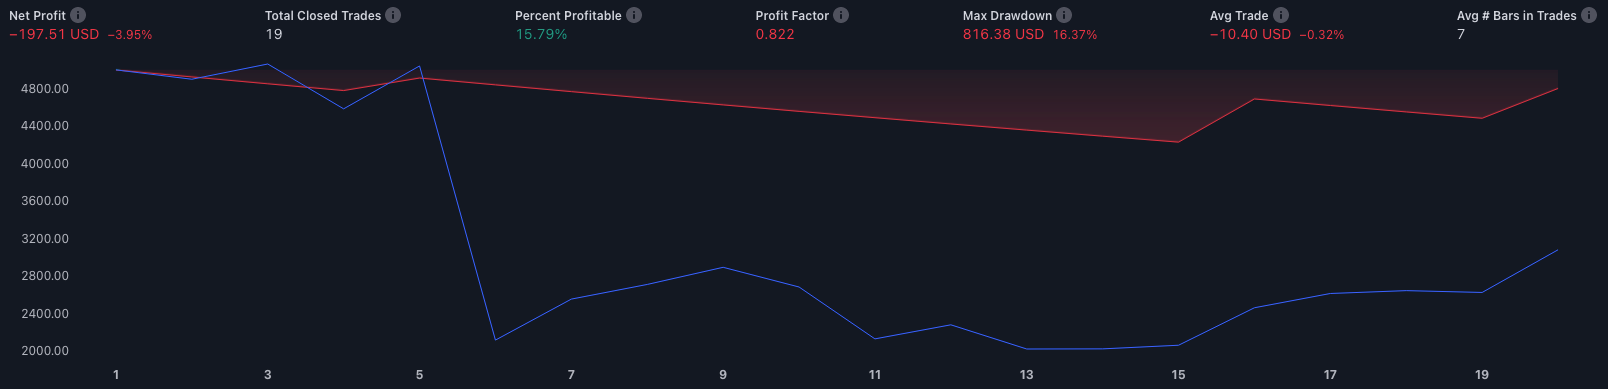 Net Profit i Total Closed Trades i Percent Profitable i Profit Factor i Max Drawdown i Avg Trade i Avg # Bars in Trades i
−197.51 USD −3.95% 19 15.79% 0.822 816.38 USD 16.37% −10.40 USD −0.32% 7
4800.00
4400.00
4000.00
3600.00
3200.00
2800.00
2400.00
2000.00
1 3 5 7 9 11 13 15 17 19